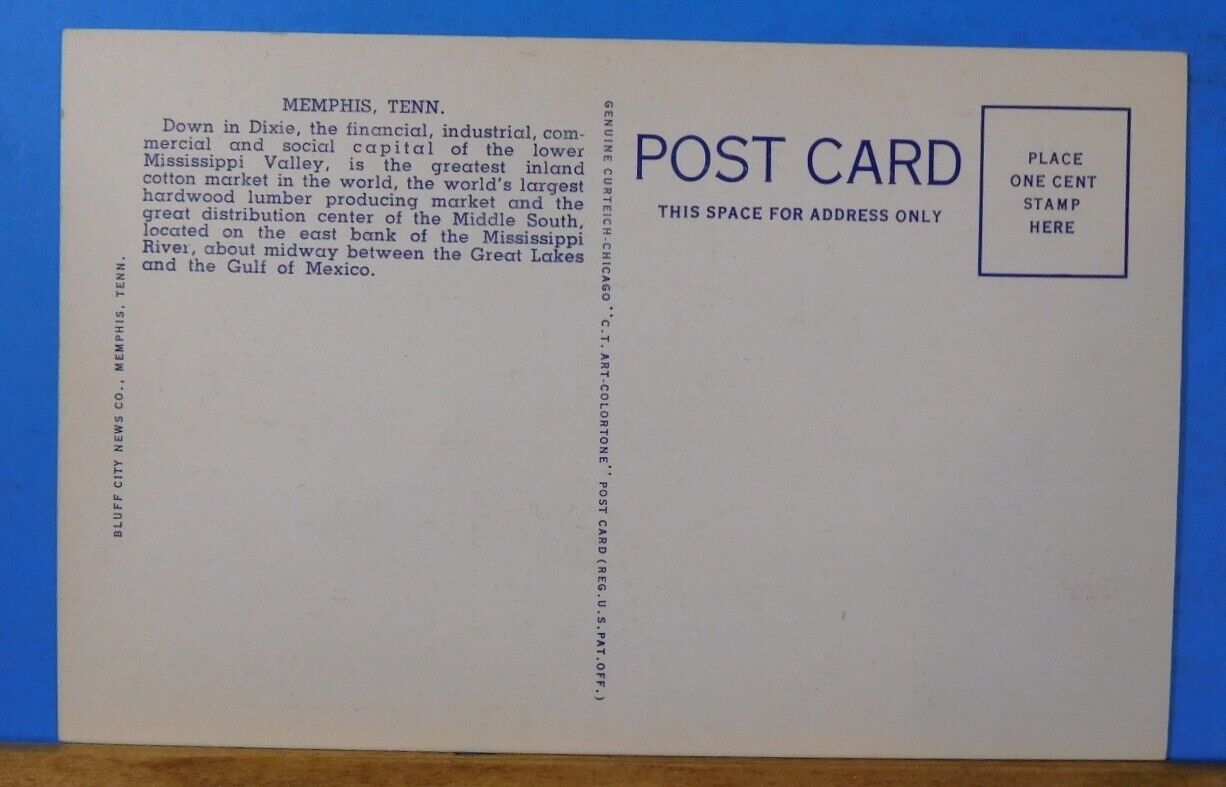 MEMPHIS, TENN.
Down in Dixie, the financial, industrial, com-
mercial and social capital of the lower
Mississippi Valley, is the greatest inland
cotton market in the world, the world's largest
hardwood lumber producing market and the
great distribution center of the Middle South,
located on the east bank of the Mississippi
River, about midway between the Great Lakes
and the Gulf of Mexico.
BLUFF CITY NEWS CO., MEMPHIS, TENN.
GENUINE CURTEICH-CHICAGO "C.T. ART-COLORTONE" POST CARD (REG. U.S. PAT. OFF.)
POST CARD
THIS SPACE FOR ADDRESS ONLY
PLACE
ONE CENT
STAMP
HERE